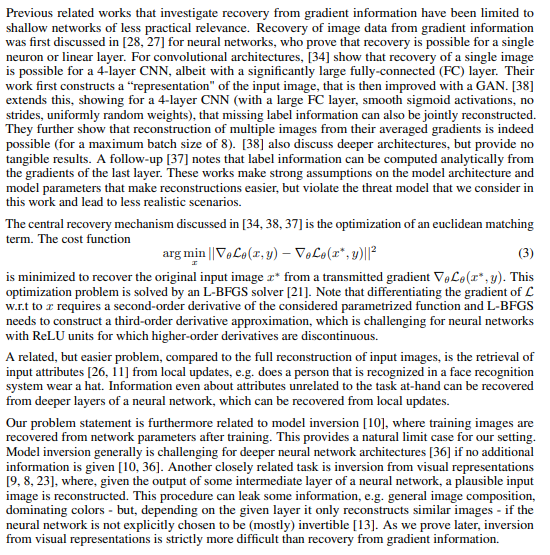 Previous related works that investigate recovery from gradient information have been limited to
shallow networks of less practical relevance. Recovery of image data from gradient information
was first discussed in [28, 27] for neural networks, who prove that recovery is possible for a single
neuron or linear layer. For convolutional architectures, [34] show that recovery of a single image
is possible for a 4-layer CNN, albeit with a significantly large fully-connected (FC) layer. Their
work first constructs a “representation" of the input image, that is then improved with a GAN. [38]
extends this, showing for a 4-layer CNN (with a large FC layer, smooth sigmoid activations, no
strides, uniformly random weights), that missing label information can also be jointly reconstructed.
They further show that reconstruction of multiple images from their averaged gradients is indeed
possible (for a maximum batch size of 8). [38] also discuss deeper architectures, but provide no
tangible results. A follow-up [37] notes that label information can be computed analytically from
the gradients of the last layer. These works make strong assumptions on the model architecture and
model parameters that make reconstructions easier, but violate the threat model that we consider in
this work and lead to less realistic scenarios.
The central recovery mechanism discussed in [34, 38, 37] is the optimization of an euclidean matching
term. The cost function
arg min_x ||∇_θ L_θ(x, y) − ∇_θ L_θ(x*, y)||² (3)
is minimized to recover the original input image x* from a transmitted gradient ∇_θ L_θ(x*, y). This
optimization problem is solved by an L-BFGS solver [21]. Note that differentiating the gradient of L
w.r.t to x requires a second-order derivative of the considered parametrized function and L-BFGS
needs to construct a third-order derivative approximation, which is challenging for neural networks
with ReLU units for which higher-order derivatives are discontinuous.
A related, but easier problem, compared to the full reconstruction of input images, is the retrieval of
input attributes [26, 11] from local updates, e.g. does a person that is recognized in a face recognition
system wear a hat. Information even about attributes unrelated to the task at-hand can be recovered
from deeper layers of a neural network, which can be recovered from local updates.
Our problem statement is furthermore related to model inversion [10], where training images are
recovered from network parameters after training. This provides a natural limit case for our setting.
Model inversion generally is challenging for deeper neural network architectures [36] if no additional
information is given [10, 36]. Another closely related task is inversion from visual representations
[9, 8, 23], where, given the output of some intermediate layer of a neural network, a plausible input
image is reconstructed. This procedure can leak some information, e.g. general image composition,
dominating colors - but, depending on the given layer it only reconstructs similar images - if the
neural network is not explicitly chosen to be (mostly) invertible [13]. As we prove later, inversion
from visual representations is strictly more difficult than recovery from gradient information.